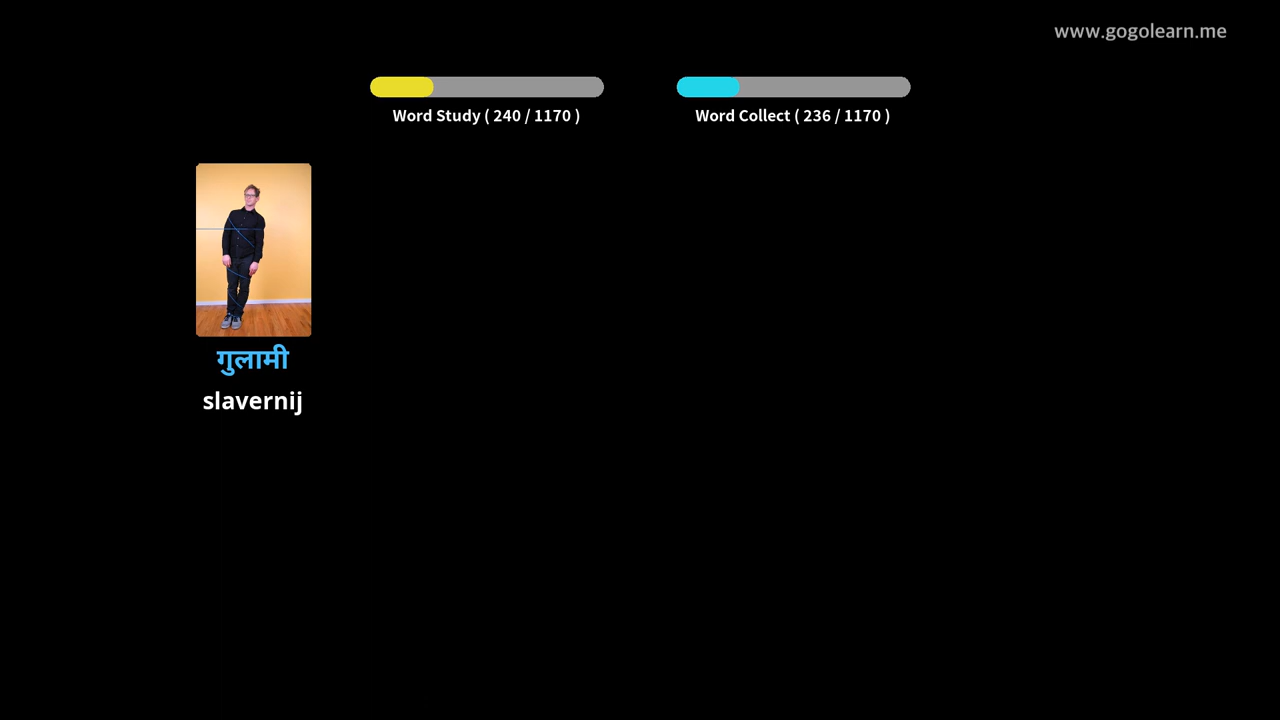 www.gogolearn.me
Word Study ( 240 / 1170 )
Word Collect ( 236 / 1170 )
गुलामी
slavernij